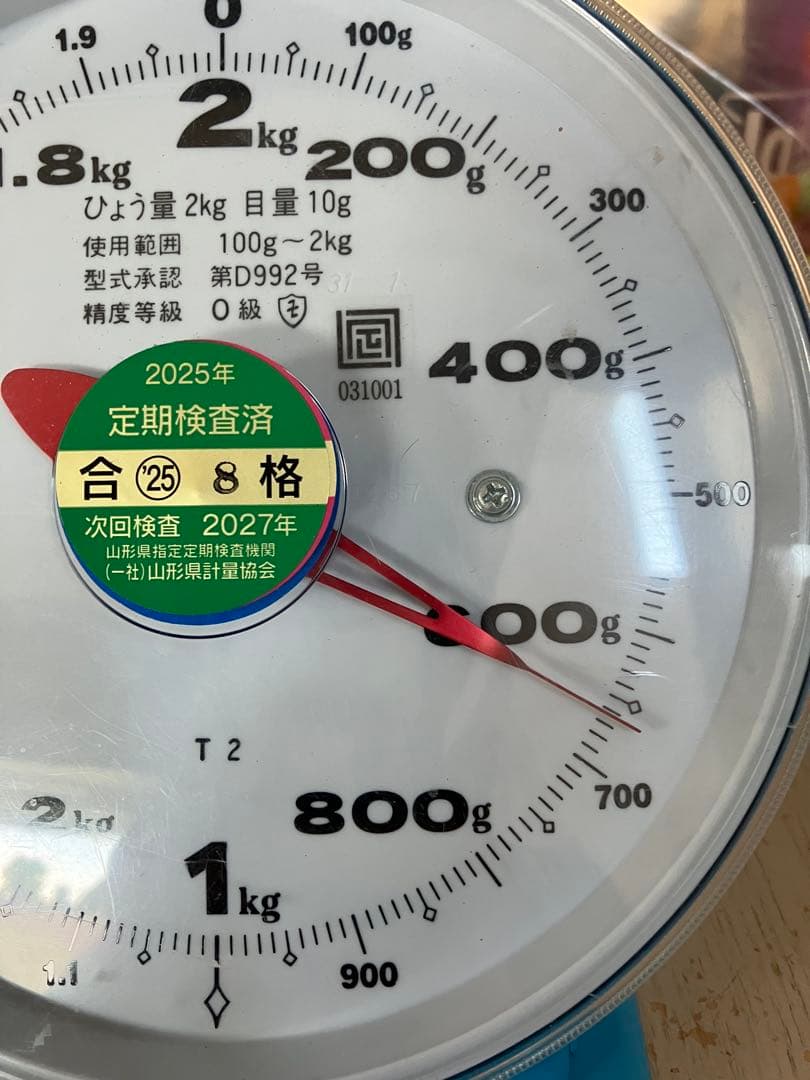 0
1.9
100g
2kg
1.8kg
200g
300
ひょう量 2kg 目量 10g
使用範囲 100g～2kg
型式承認 第D992号
精度等級 0級
031001
400g
2025年
定期検査済
合 '25 8 格
次回検査 2027年
山形県指定定期検査機関
(一社)山形県計量協会
500
600g
T 2
700
800g
1.2kg
1kg
900
1.1